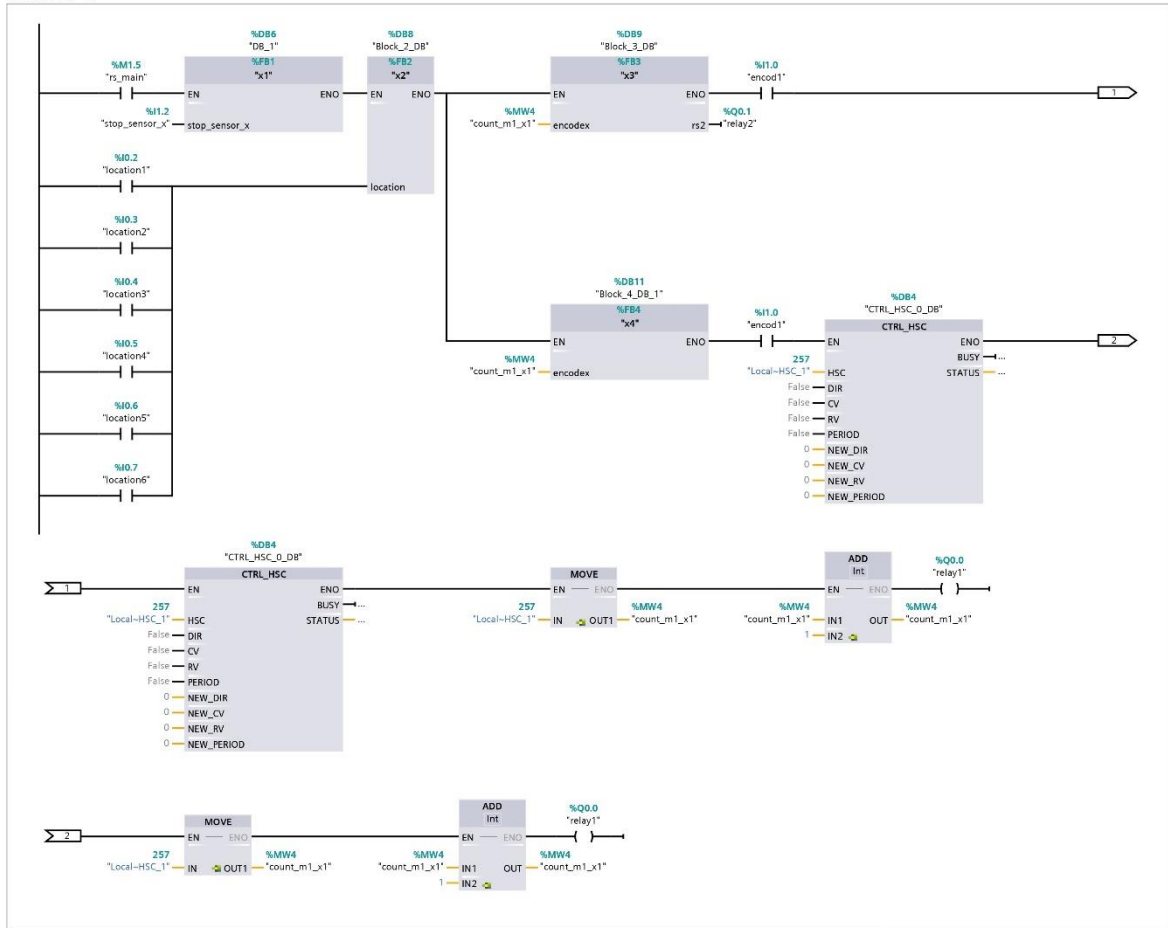 %DB6
"DB_1"
%DB8
"Block_2_DB"
%DB9
"Block_3_DB"
%M1.5
"rs_main"
%FB1
"x1"
%FB2
"x2"
%FB3
"x3"
%I1.0
"encod1"
EN ENO
EN ENO
EN ENO
1
%I1.2
"stop_sensor_x" stop_sensor_x
%MW4
"count_m1_x1" encodex
rs2
%Q0.1
"relay2"
%I0.2
"location1"
location
%I0.3
"location2"
%I0.4
"location3"
%I0.5
"location4"
%I0.6
"location5"
%I0.7
"location6"
%DB11
"Block_4_DB_1"
%FB4
"x4"
EN ENO
%MW4
"count_m1_x1" encodex
%I1.0
"encod1"
%DB4
"CTRL_HSC_0_DB"
CTRL_HSC
EN ENO
2
BUSY ...
257
"Local~HSC_1" HSC STATUS ...
False DIR
False CV
False RV
False PERIOD
0 NEW_DIR
0 NEW_CV
0 NEW_RV
0 NEW_PERIOD
%DB4
"CTRL_HSC_0_DB"
1
CTRL_HSC
EN ENO
BUSY ...
257
"Local~HSC_1" HSC STATUS ...
False DIR
False CV
False RV
False PERIOD
0 NEW_DIR
0 NEW_CV
0 NEW_RV
0 NEW_PERIOD
MOVE
EN ENO
257
"Local~HSC_1" IN OUT1
%MW4
"count_m1_x1"
ADD
Int
EN ENO
%MW4
"count_m1_x1" IN1 OUT
%MW4
"count_m1_x1"
1 IN2
%Q0.0
"relay1"
2
MOVE
EN ENO
257
"Local~HSC_1" IN OUT1
%MW4
"count_m1_x1"
ADD
Int
EN ENO
%MW4
"count_m1_x1" IN1 OUT
%MW4
"count_m1_x1"
1 IN2
%Q0.0
"relay1"